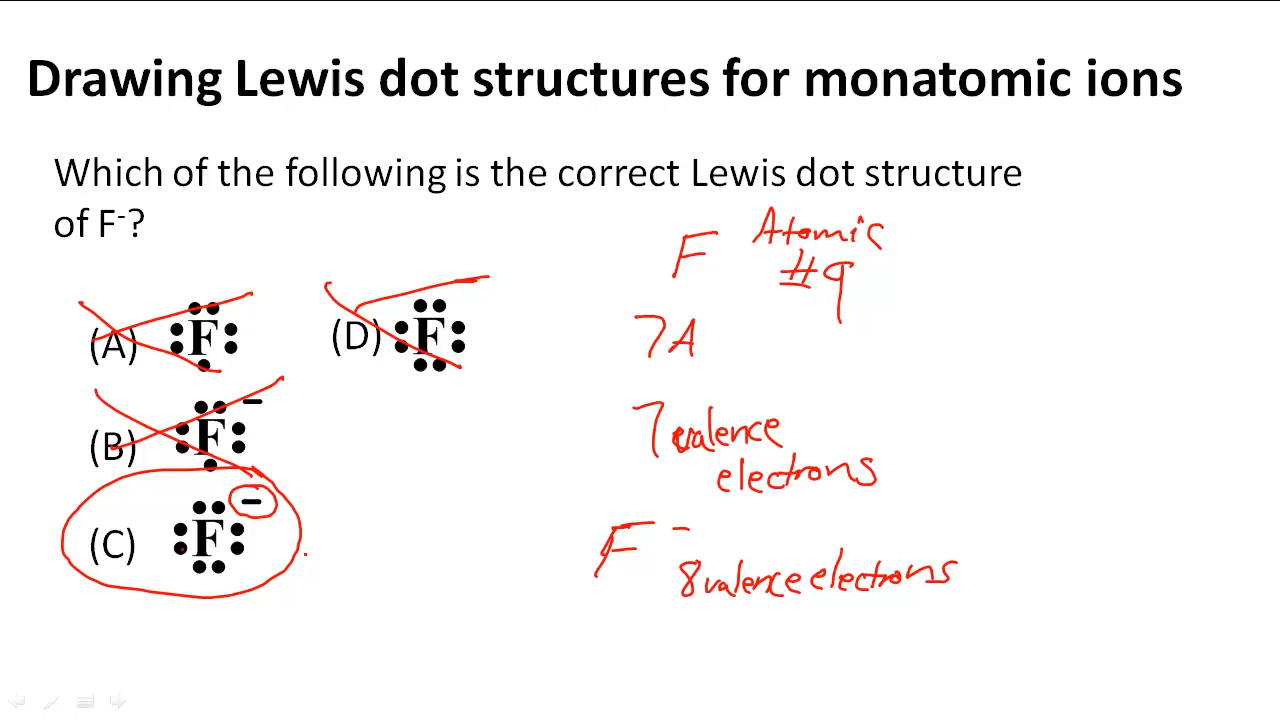 Drawing Lewis dot structures for monatomic ions
Which of the following is the correct Lewis dot structure
of F⁻?
(A) F
(D) F
(B) F⁻
(C) F⁻
F Atomic
#9
7A
7 valence
electrons
F⁻
8 valence electrons